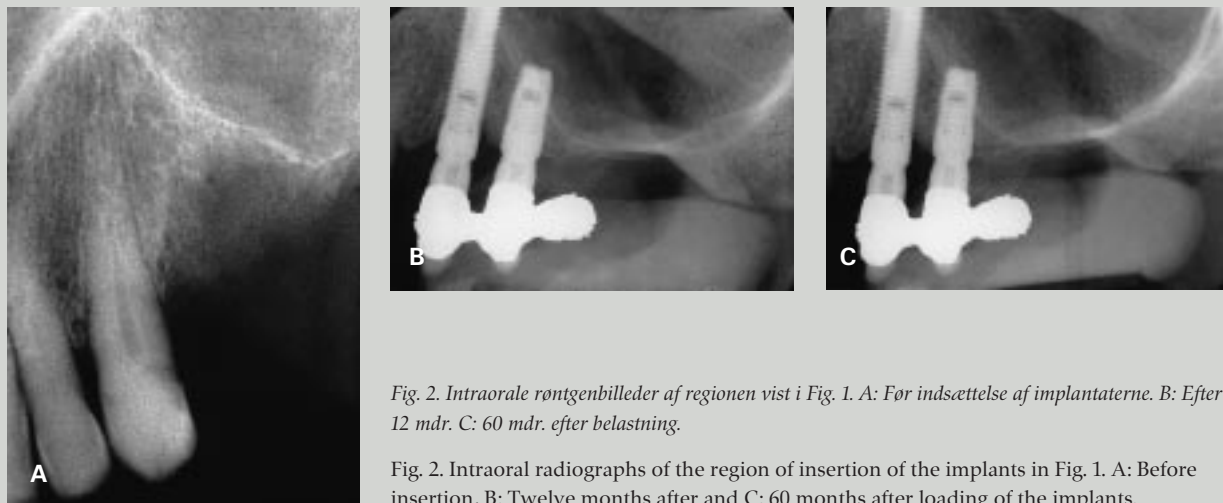 A
B
C
Fig. 2. Intraorale røntgenbilleder af regionen vist i Fig. 1. A: Før indsættelse af implantaterne. B: Efter
12 mdr. C: 60 mdr. efter belastning.
Fig. 2. Intraoral radiographs of the region of insertion of the implants in Fig. 1. A: Before
insertion. B: Twelve months after and C: 60 months after loading of the implants